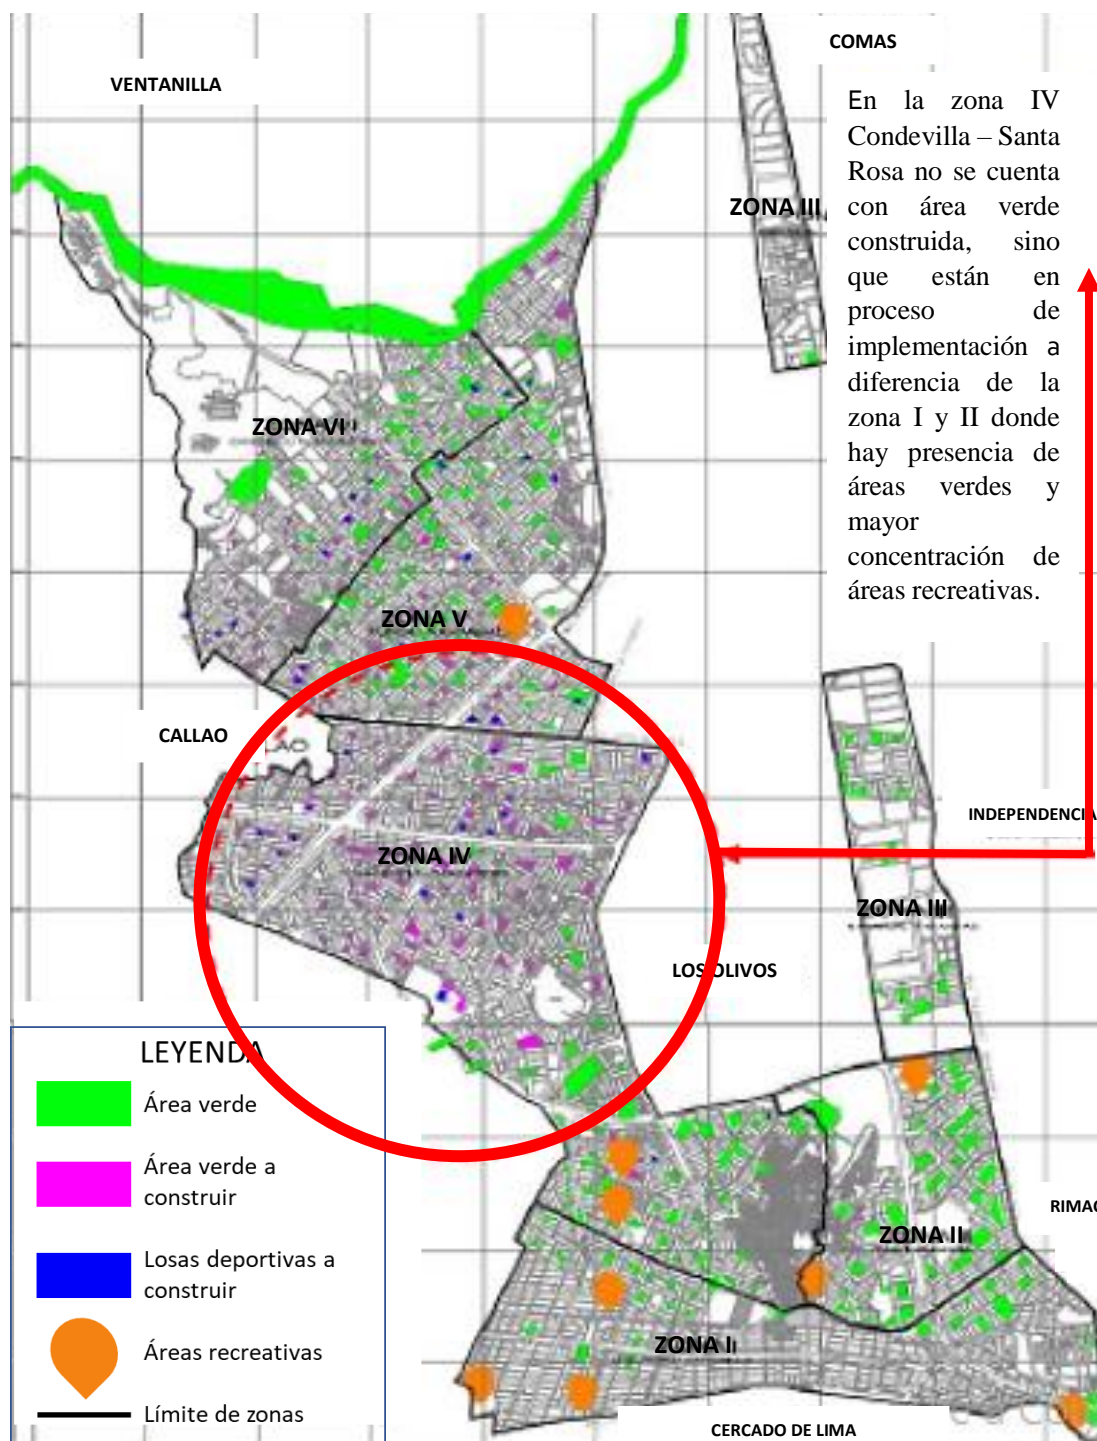 COMAS
VENTANILLA
En la zona IV
Condevilla – Santa
Rosa no se cuenta
con área verde
construida, sino
que están en
proceso de
implementación a
diferencia de la
zona I y II donde
hay presencia de
áreas verdes y
mayor
concentración de
áreas recreativas.
ZONA III
ZONA VI
ZONA V
CALLAO
LAO
INDEPENDENCIA
ZONA IV
ZONA III
LOS OLIVOS
LEYENDA
Área verde
Área verde a
construir
Losas deportivas a
construir
Áreas recreativas
Límite de zonas
RIMAC
ZONA II
ZONA I
CERCADO DE LIMA